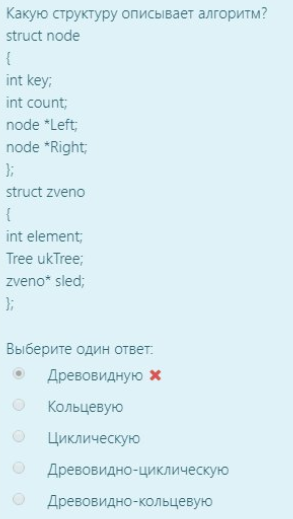 Какую структуру описывает алгоритм?
struct node
{
int key;
int count;
node *Left;
node *Right;
};
struct zveno
{
int element;
Tree ukTree;
zveno* sled;
};
Выберите один ответ:
Древовидную
Кольцевую
Циклическую
Древовидно-циклическую
Древовидно-кольцевую